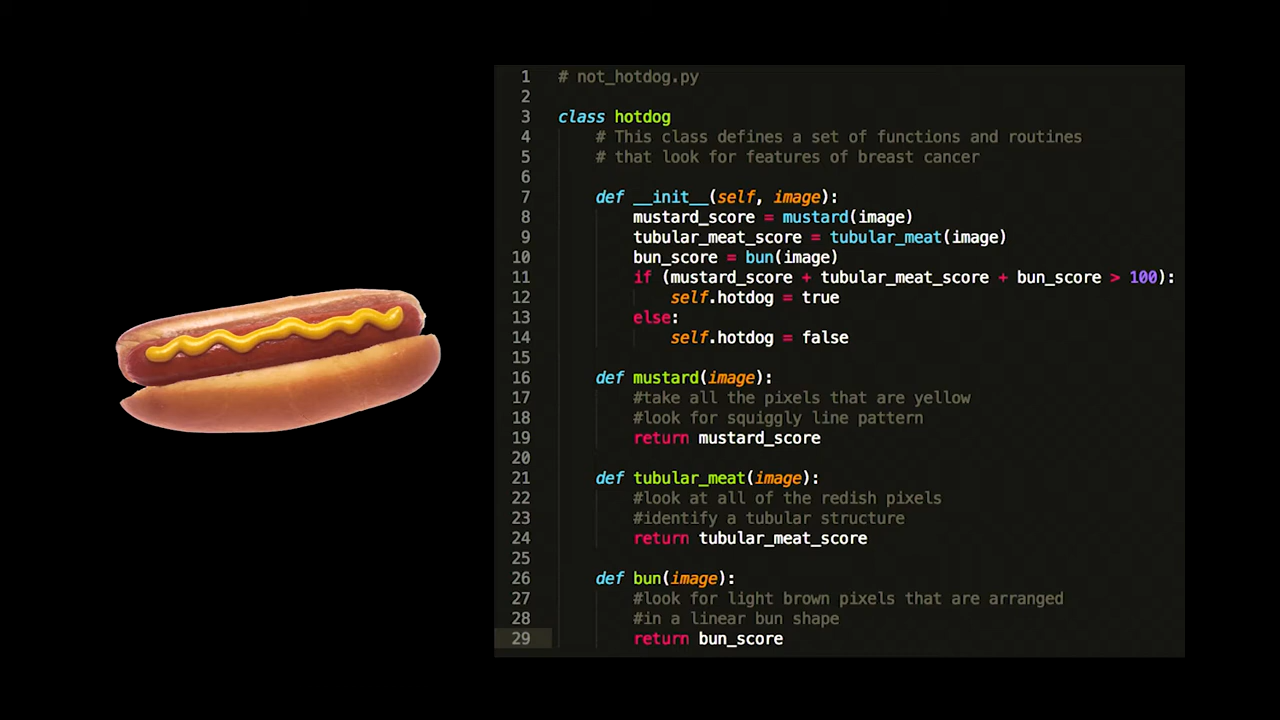 1 # not_hotdog.py
2
3 class hotdog
4 # This class defines a set of functions and routines
5 # that look for features of breast cancer
6
7 def __init__(self, image):
8 mustard_score = mustard(image)
9 tubular_meat_score = tubular_meat(image)
10 bun_score = bun(image)
11 if (mustard_score + tubular_meat_score + bun_score > 100):
12 self.hotdog = true
13 else:
14 self.hotdog = false
15
16 def mustard(image):
17 #take all the pixels that are yellow
18 #look for squiggly line pattern
19 return mustard_score
20
21 def tubular_meat(image):
22 #look at all of the redish pixels
23 #identify a tubular structure
24 return tubular_meat_score
25
26 def bun(image):
27 #look for light brown pixels that are arranged
28 #in a linear bun shape
29 return bun_score